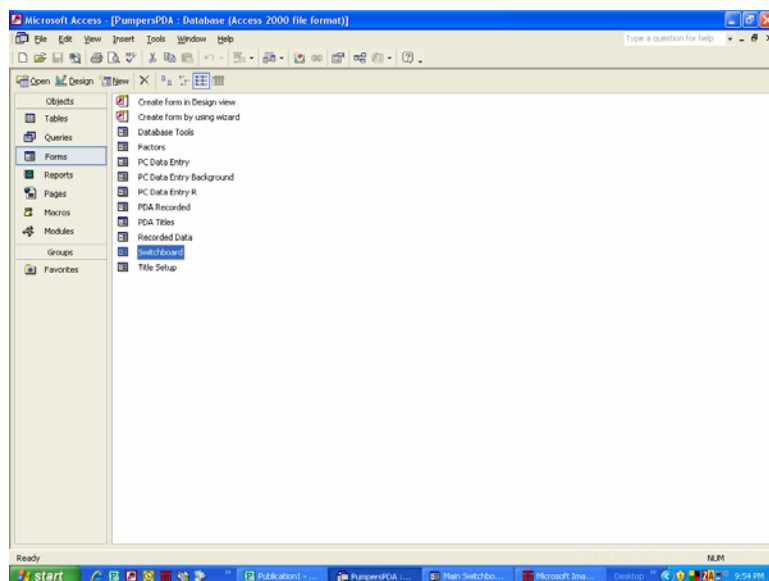 Microsoft Access - [PumpersPDA : Database (Access 2000 file format)]
File Edit View Insert Tools Window Help
Type a question for help
Open Design New
Objects
Tables
Queries
Forms
Reports
Pages
Macros
Modules
Groups
Favorites
Create form in Design view
Create form by using wizard
Database Tools
Factors
PC Data Entry
PC Data Entry Background
PC Data Entry R
PDA Recorded
PDA Titles
Recorded Data
Switchboard
Title Setup
Ready
NUM
start
Publication1 - ...
PumpersPDA : ...
Main Switchbo...
Microsoft Ima...
Desktop
9:54 PM